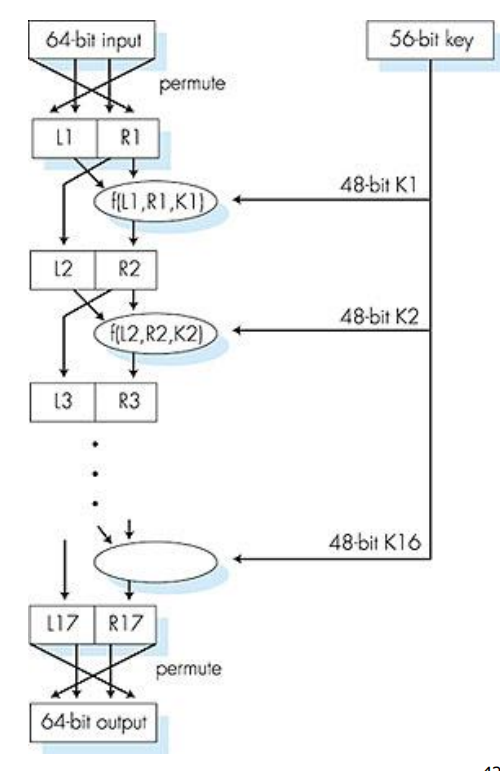 64-bit input
56-bit key
permute
L1 R1
48-bit K1
f(L1,R1,K1)
L2 R2
48-bit K2
f(L2,R2,K2)
L3 R3
48-bit K16
L17 R17
permute
64-bit output